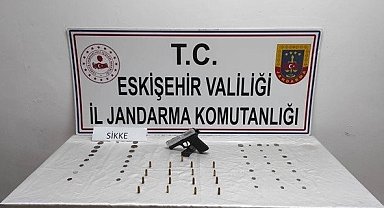 T.C.
ESKİŞEHİR VALİLİĞİ
İL JANDARMA KOMUTANLIĞI
SİKKE